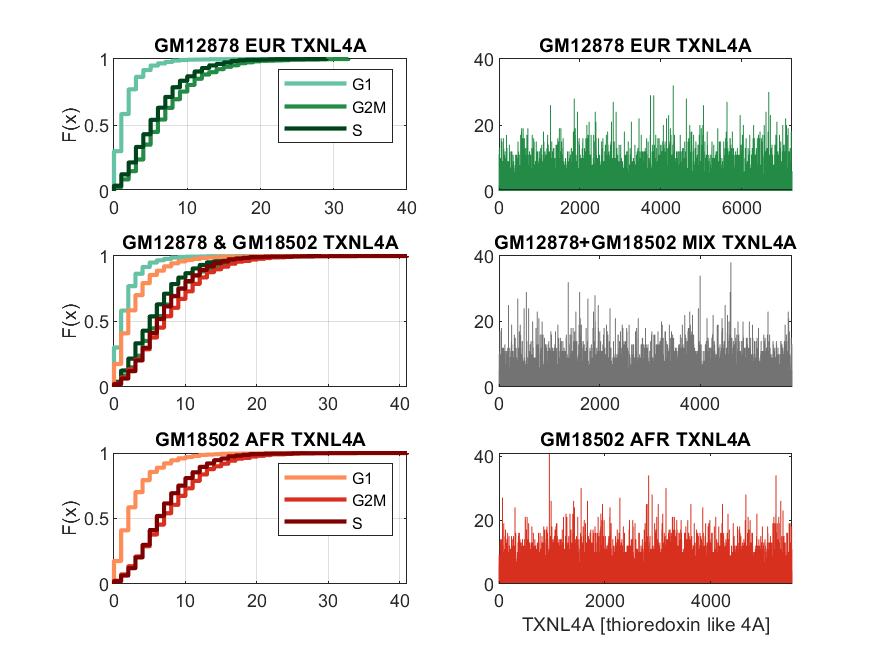 GM12878 EUR TXNL4A
F(x)
1
0.5
0
0 10 20 30 40
G1
G2M
S
GM12878 EUR TXNL4A
40
20
0
0 2000 4000 6000
GM12878 & GM18502 TXNL4A
F(x)
1
0.5
0
0 10 20 30 40
GM12878+GM18502 MIX TXNL4A
40
20
0
0 2000 4000
GM18502 AFR TXNL4A
F(x)
1
0.5
0
0 10 20 30 40
G1
G2M
S
GM18502 AFR TXNL4A
40
20
0
0 2000 4000
TXNL4A [thioredoxin like 4A]